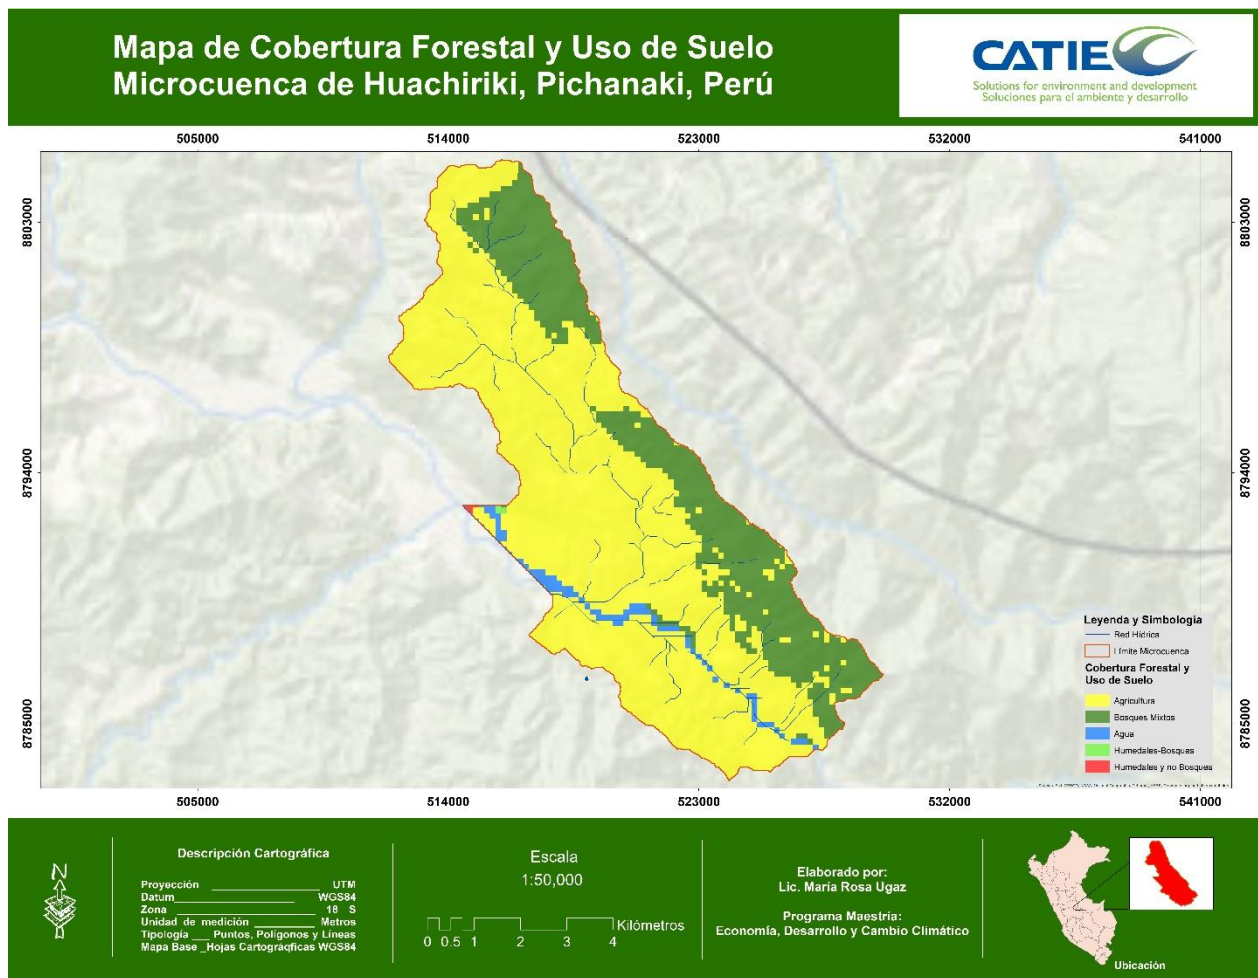 Mapa de Cobertura Forestal y Uso de Suelo
Microcuenca de Huachiriki, Pichanaki, Perú
CATIE
Solutions for environment and development
Soluciones para el ambiente y desarrollo
505000
514000
523000
532000
541000
8803000
8803000
8794000
8794000
8785000
8785000
Leyenda y Simbología
Red Hídrica
Límite Microcuenca
Cobertura Forestal y
Uso de Suelo
Agricultura
Bosques Mixtos
Agua
Humedales-Bosques
Humedales y no Bosques
505000
514000
523000
532000
541000
N
Descripción Cartográfica
Proyección UTM
Datum WGS84
Zona 18 S
Unidad de medición Metros
Tipología Puntos, Polígonos y Líneas
Mapa Base _Hojas Cartográqficas WGS84
Escala
1:50,000
Kilómetros
0 0.5 1 2 3 4
Elaborado por:
Lic. María Rosa Ugaz
Programa Maestría:
Economía, Desarrollo y Cambio Climático
Ubicación